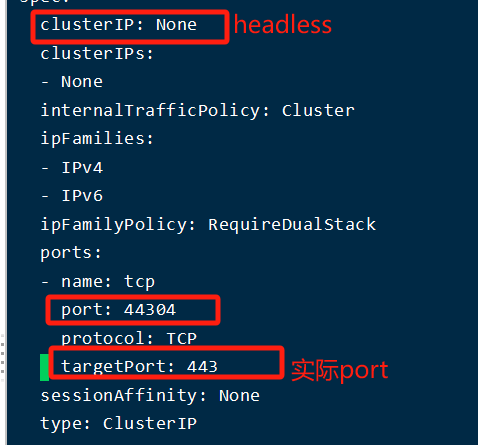 spec:
clusterIP: None headless
clusterIPs:
- None
internalTrafficPolicy: Cluster
ipFamilies:
- IPv4
- IPv6
ipFamilyPolicy: RequireDualStack
ports:
- name: tcp
port: 44304
protocol: TCP
targetPort: 443 实际port
sessionAffinity: None
type: ClusterIP